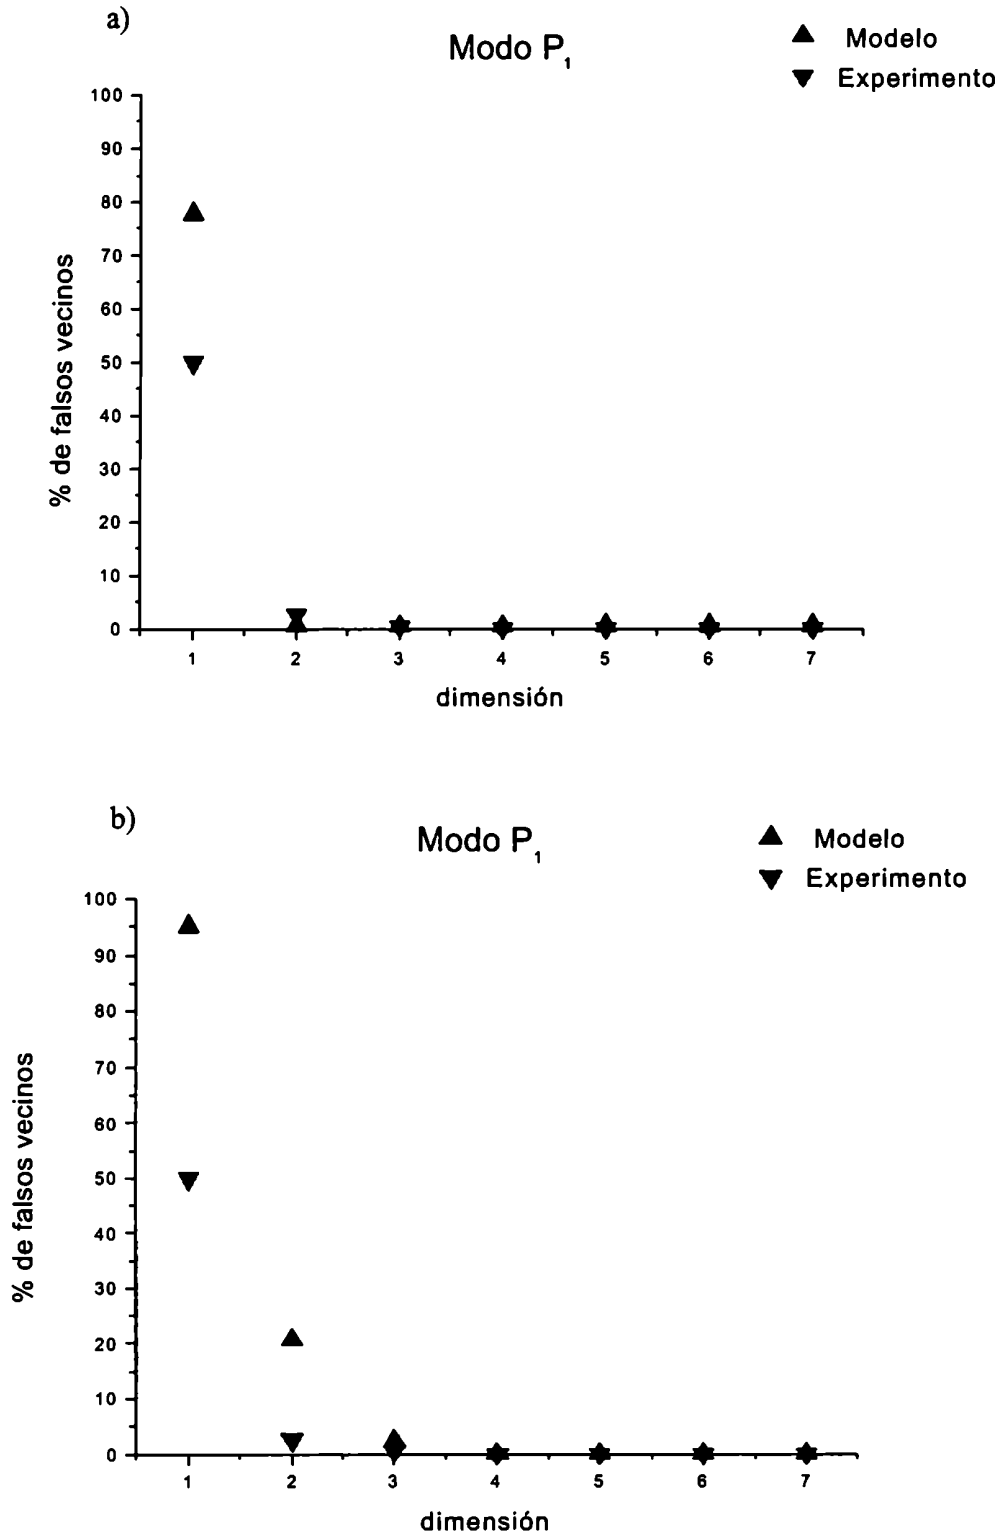 a)
Modo P₁
▲ Modelo
▼ Experimento
100
90
80
70
60
50
40
30
20
10
0
% de falsos vecinos
1 2 3 4 5 6 7
dimensión
b)
Modo P₁
▲ Modelo
▼ Experimento
100
90
80
70
60
50
40
30
20
10
0
% de falsos vecinos
1 2 3 4 5 6 7
dimensión